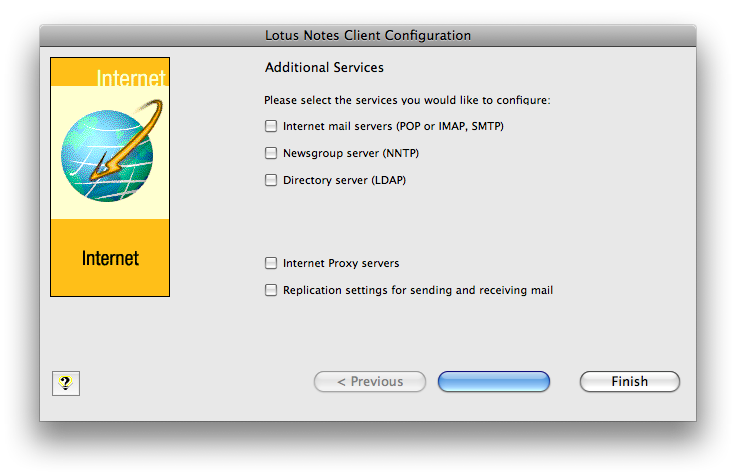 Lotus Notes Client Configuration
Internet
Additional Services
Please select the services you would like to configure:
Internet mail servers (POP or IMAP, SMTP)
Newsgroup server (NNTP)
Directory server (LDAP)
Internet
Internet Proxy servers
Replication settings for sending and receiving mail
?
< Previous
Finish